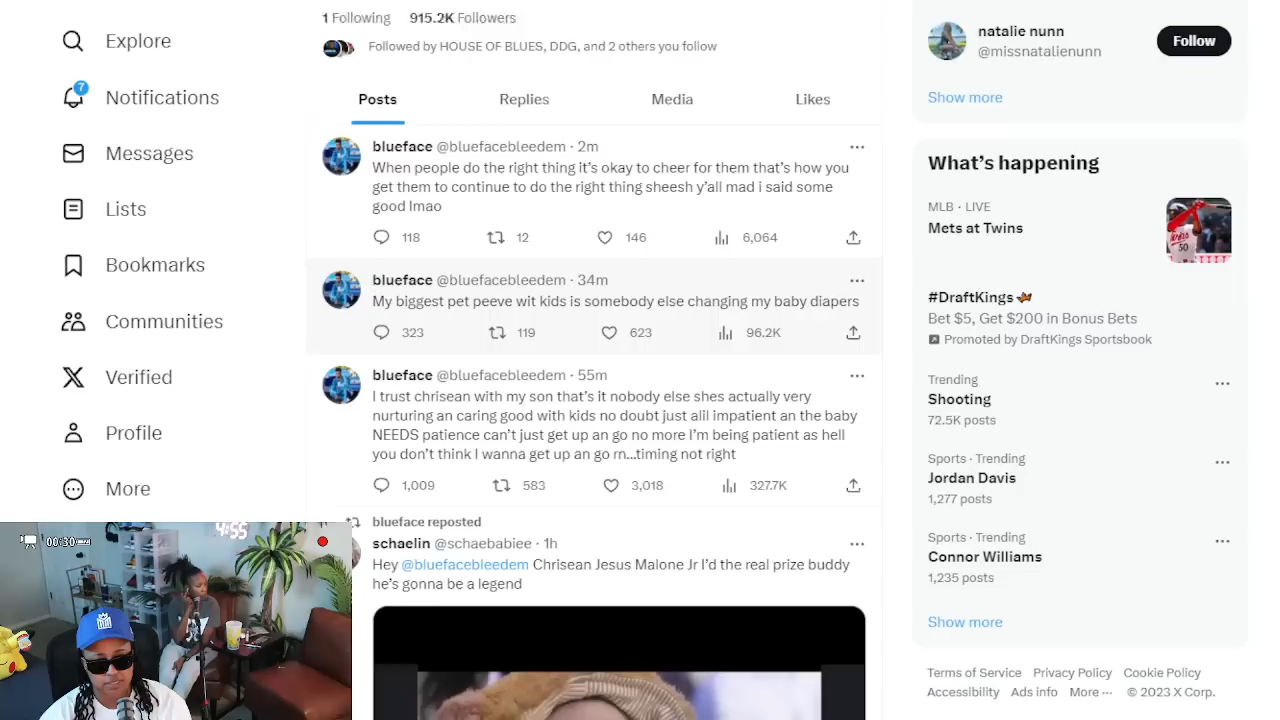 Explore
Notifications
7
Messages
Lists
Bookmarks
Communities
Verified
Profile
More
1 Following 915.2K Followers
Followed by HOUSE OF BLUES, DDG, and 2 others you follow
Posts Replies Media Likes
blueface @bluefacebleedem · 2m
When people do the right thing it's okay to cheer for them that's how you
get them to continue to do the right thing sheesh y'all mad i said some
good lmao
118 12 146 6,064
blueface @bluefacebleedem · 34m
My biggest pet peeve wit kids is somebody else changing my baby diapers
323 119 623 96.2K
blueface @bluefacebleedem · 55m
I trust chrisean with my son that's it nobody else shes actually very
nurturing an caring good with kids no doubt just alil impatient an the baby
NEEDS patience can't just get up an go no more I'm being patient as hell
you don't think I wanna get up an go rn...timing not right
1,009 583 3,018 327.7K
blueface reposted
schaelin @schaebabiee · 1h
Hey @bluefacebleedem Chrisean Jesus Malone Jr I'd the real prize buddy
he's gonna be a legend
natalie nunn
@missnatalienunn
Follow
Show more
What's happening
MLB · LIVE
Mets at Twins
50
#DraftKings
Bet $5, Get $200 in Bonus Bets
Promoted by DraftKings Sportsbook
Trending
Shooting
72.5K posts
Sports · Trending
Jordan Davis
1,277 posts
Sports · Trending
Connor Williams
1,235 posts
Show more
Terms of Service Privacy Policy Cookie Policy
Accessibility Ads info More ··· © 2023 X Corp.
00:30
4:55